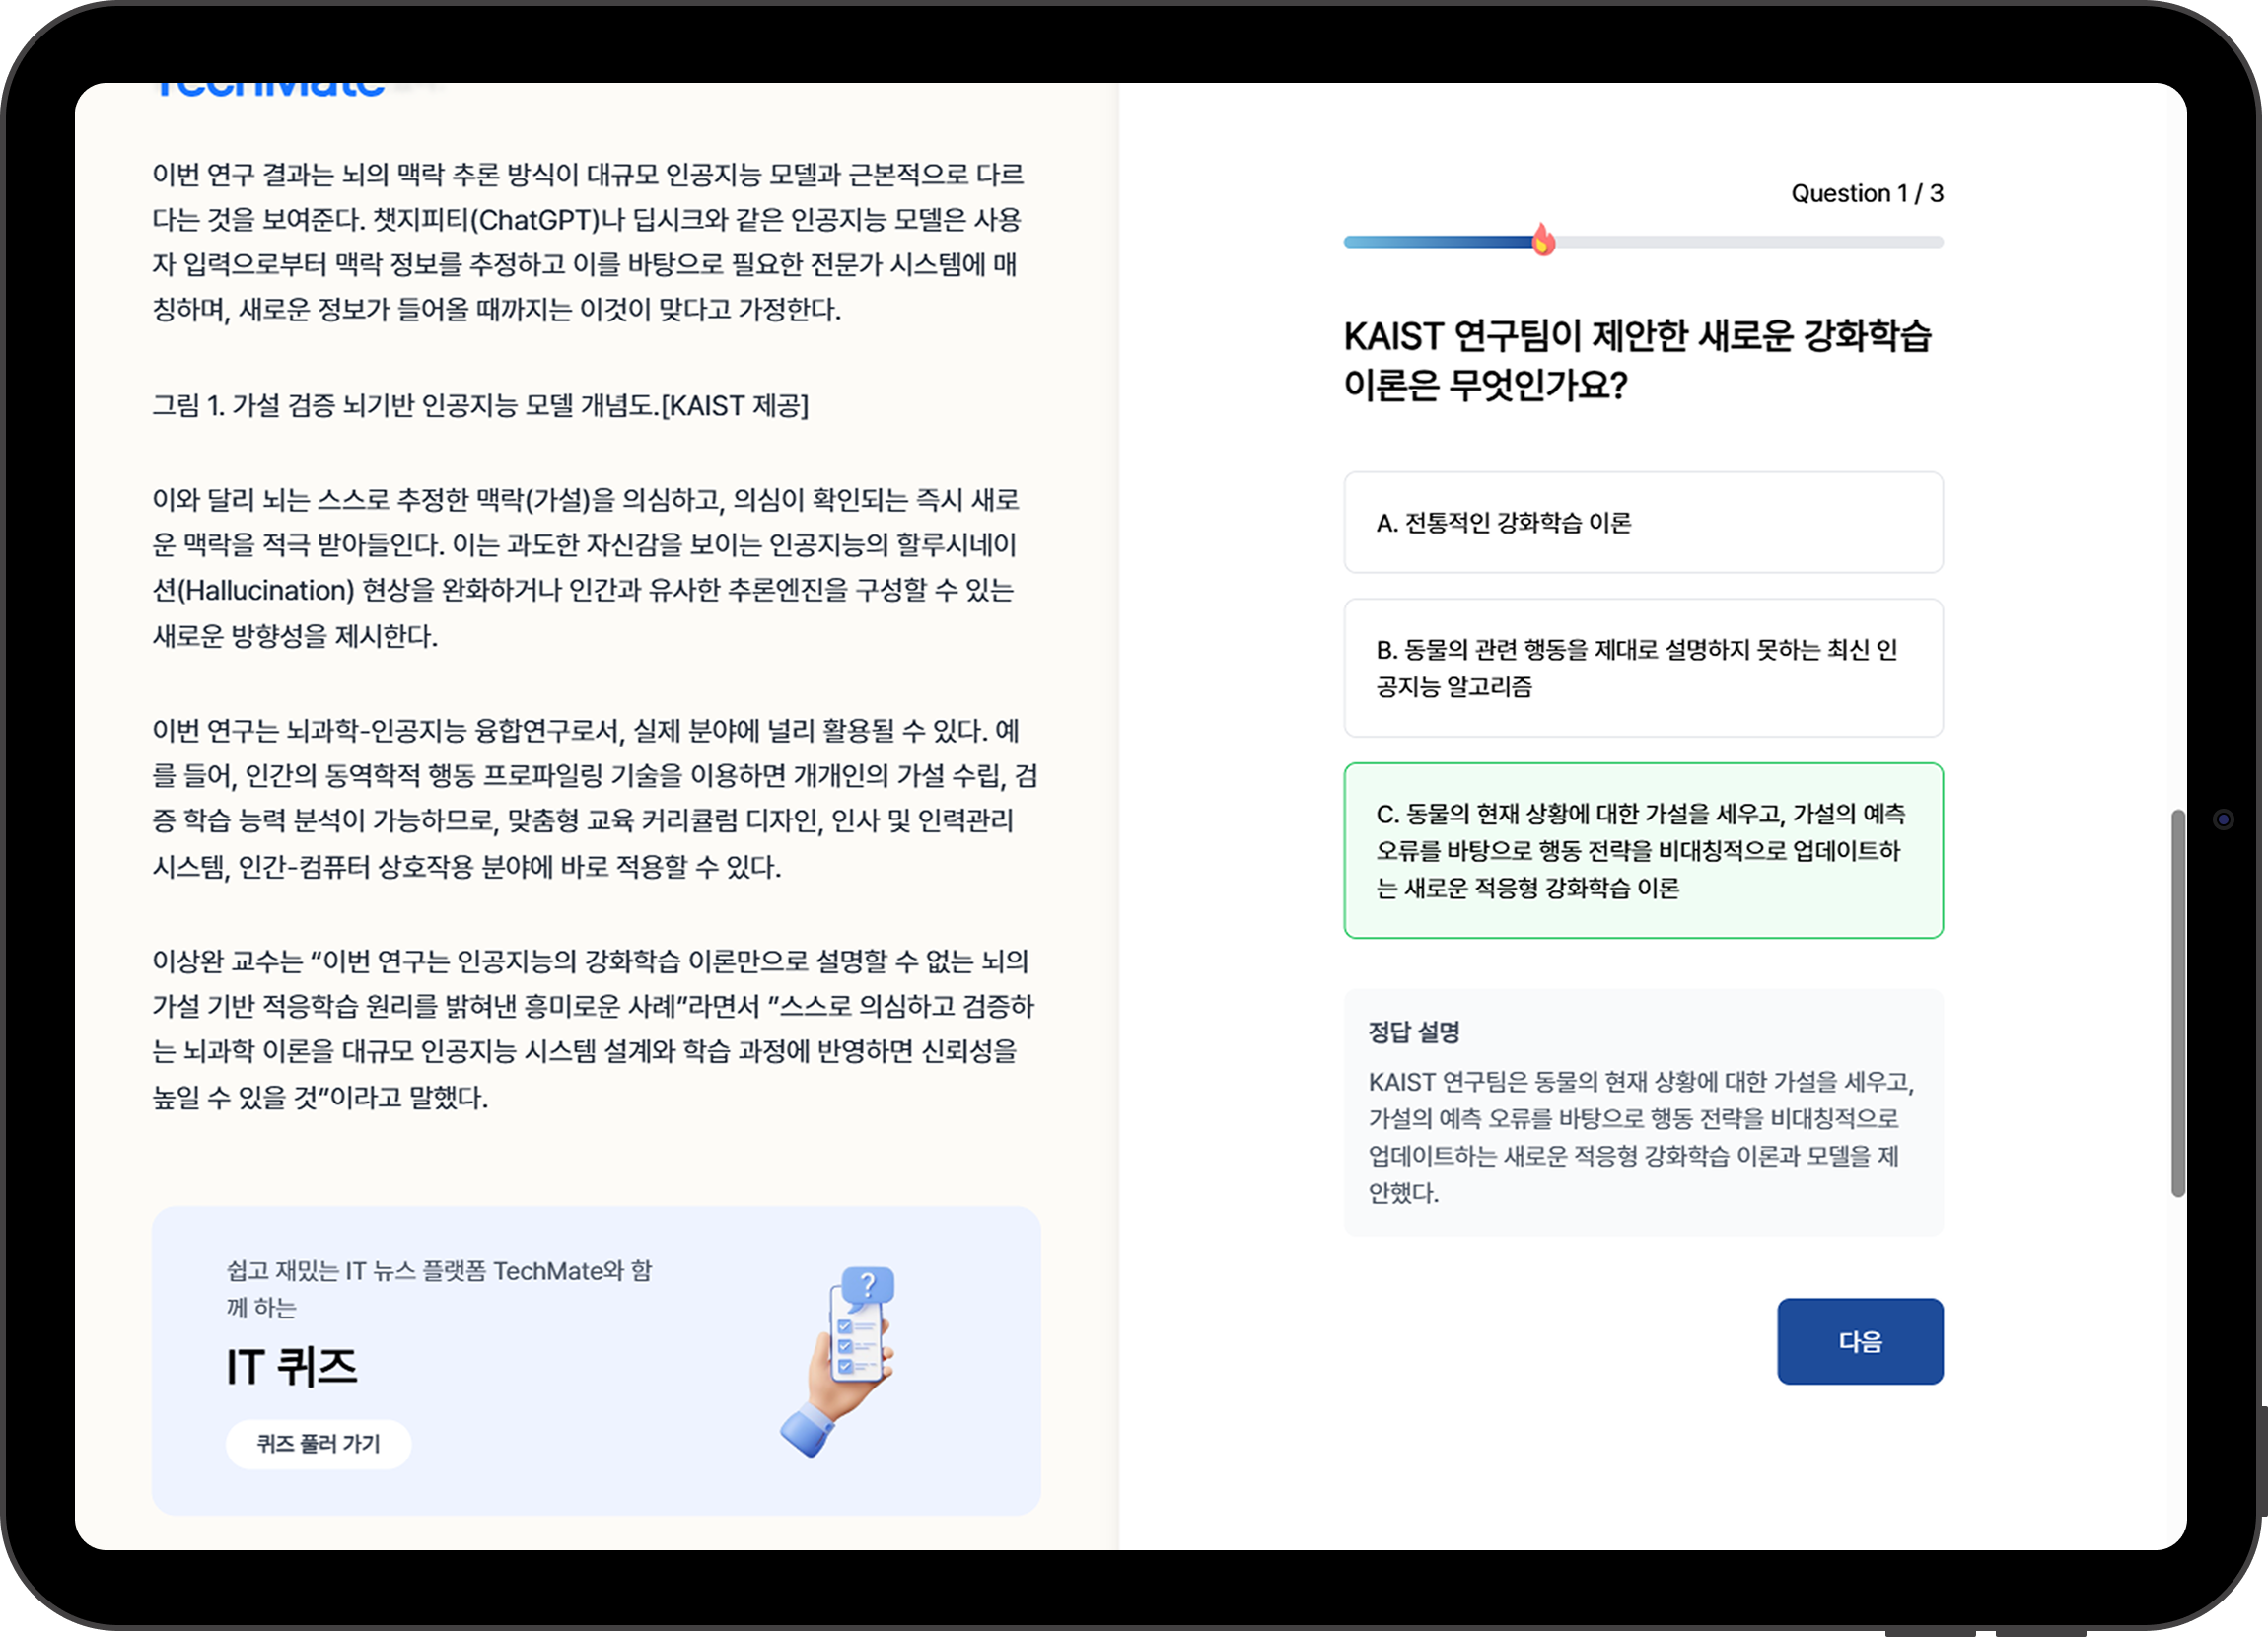 TechMate
이번 연구 결과는 뇌의 맥락 추론 방식이 대규모 인공지능 모델과 근본적으로 다르
다는 것을 보여준다. 챗지피티(ChatGPT)나 딥시크와 같은 인공지능 모델은 사용
자 입력으로부터 맥락 정보를 추정하고 이를 바탕으로 필요한 전문가 시스템에 매
칭하며, 새로운 정보가 들어올 때까지는 이것이 맞다고 가정한다.
그림 1. 가설 검증 뇌기반 인공지능 모델 개념도.[KAIST 제공]
이와 달리 뇌는 스스로 추정한 맥락(가설)을 의심하고, 의심이 확인되는 즉시 새로
운 맥락을 적극 받아들인다. 이는 과도한 자신감을 보이는 인공지능의 할루시네이
션(Hallucination) 현상을 완화하거나 인간과 유사한 추론엔진을 구성할 수 있는
새로운 방향성을 제시한다.
이번 연구는 뇌과학-인공지능 융합연구로서, 실제 분야에 널리 활용될 수 있다. 예
를 들어, 인간의 동역학적 행동 프로파일링 기술을 이용하면 개개인의 가설 수립, 검
증 학습 능력 분석이 가능하므로, 맞춤형 교육 커리큘럼 디자인, 인사 및 인력관리
시스템, 인간-컴퓨터 상호작용 분야에 바로 적용할 수 있다.
이상완 교수는 “이번 연구는 인공지능의 강화학습 이론만으로 설명할 수 없는 뇌의
가설 기반 적응학습 원리를 밝혀낸 흥미로운 사례”라면서 ”스스로 의심하고 검증하
는 뇌과학 이론을 대규모 인공지능 시스템 설계와 학습 과정에 반영하면 신뢰성을
높일 수 있을 것”이라고 말했다.
쉽고 재밌는 IT 뉴스 플랫폼 TechMate와 함
께 하는
IT 퀴즈
퀴즈 풀러 가기
?
Question 1 / 3
KAIST 연구팀이 제안한 새로운 강화학습
이론은 무엇인가요?
A. 전통적인 강화학습 이론
B. 동물의 관련 행동을 제대로 설명하지 못하는 최신 인
공지능 알고리즘
C. 동물의 현재 상황에 대한 가설을 세우고, 가설의 예측
오류를 바탕으로 행동 전략을 비대칭적으로 업데이트하
는 새로운 적응형 강화학습 이론
정답 설명
KAIST 연구팀은 동물의 현재 상황에 대한 가설을 세우고,
가설의 예측 오류를 바탕으로 행동 전략을 비대칭적으로
업데이트하는 새로운 적응형 강화학습 이론과 모델을 제
안했다.
다음